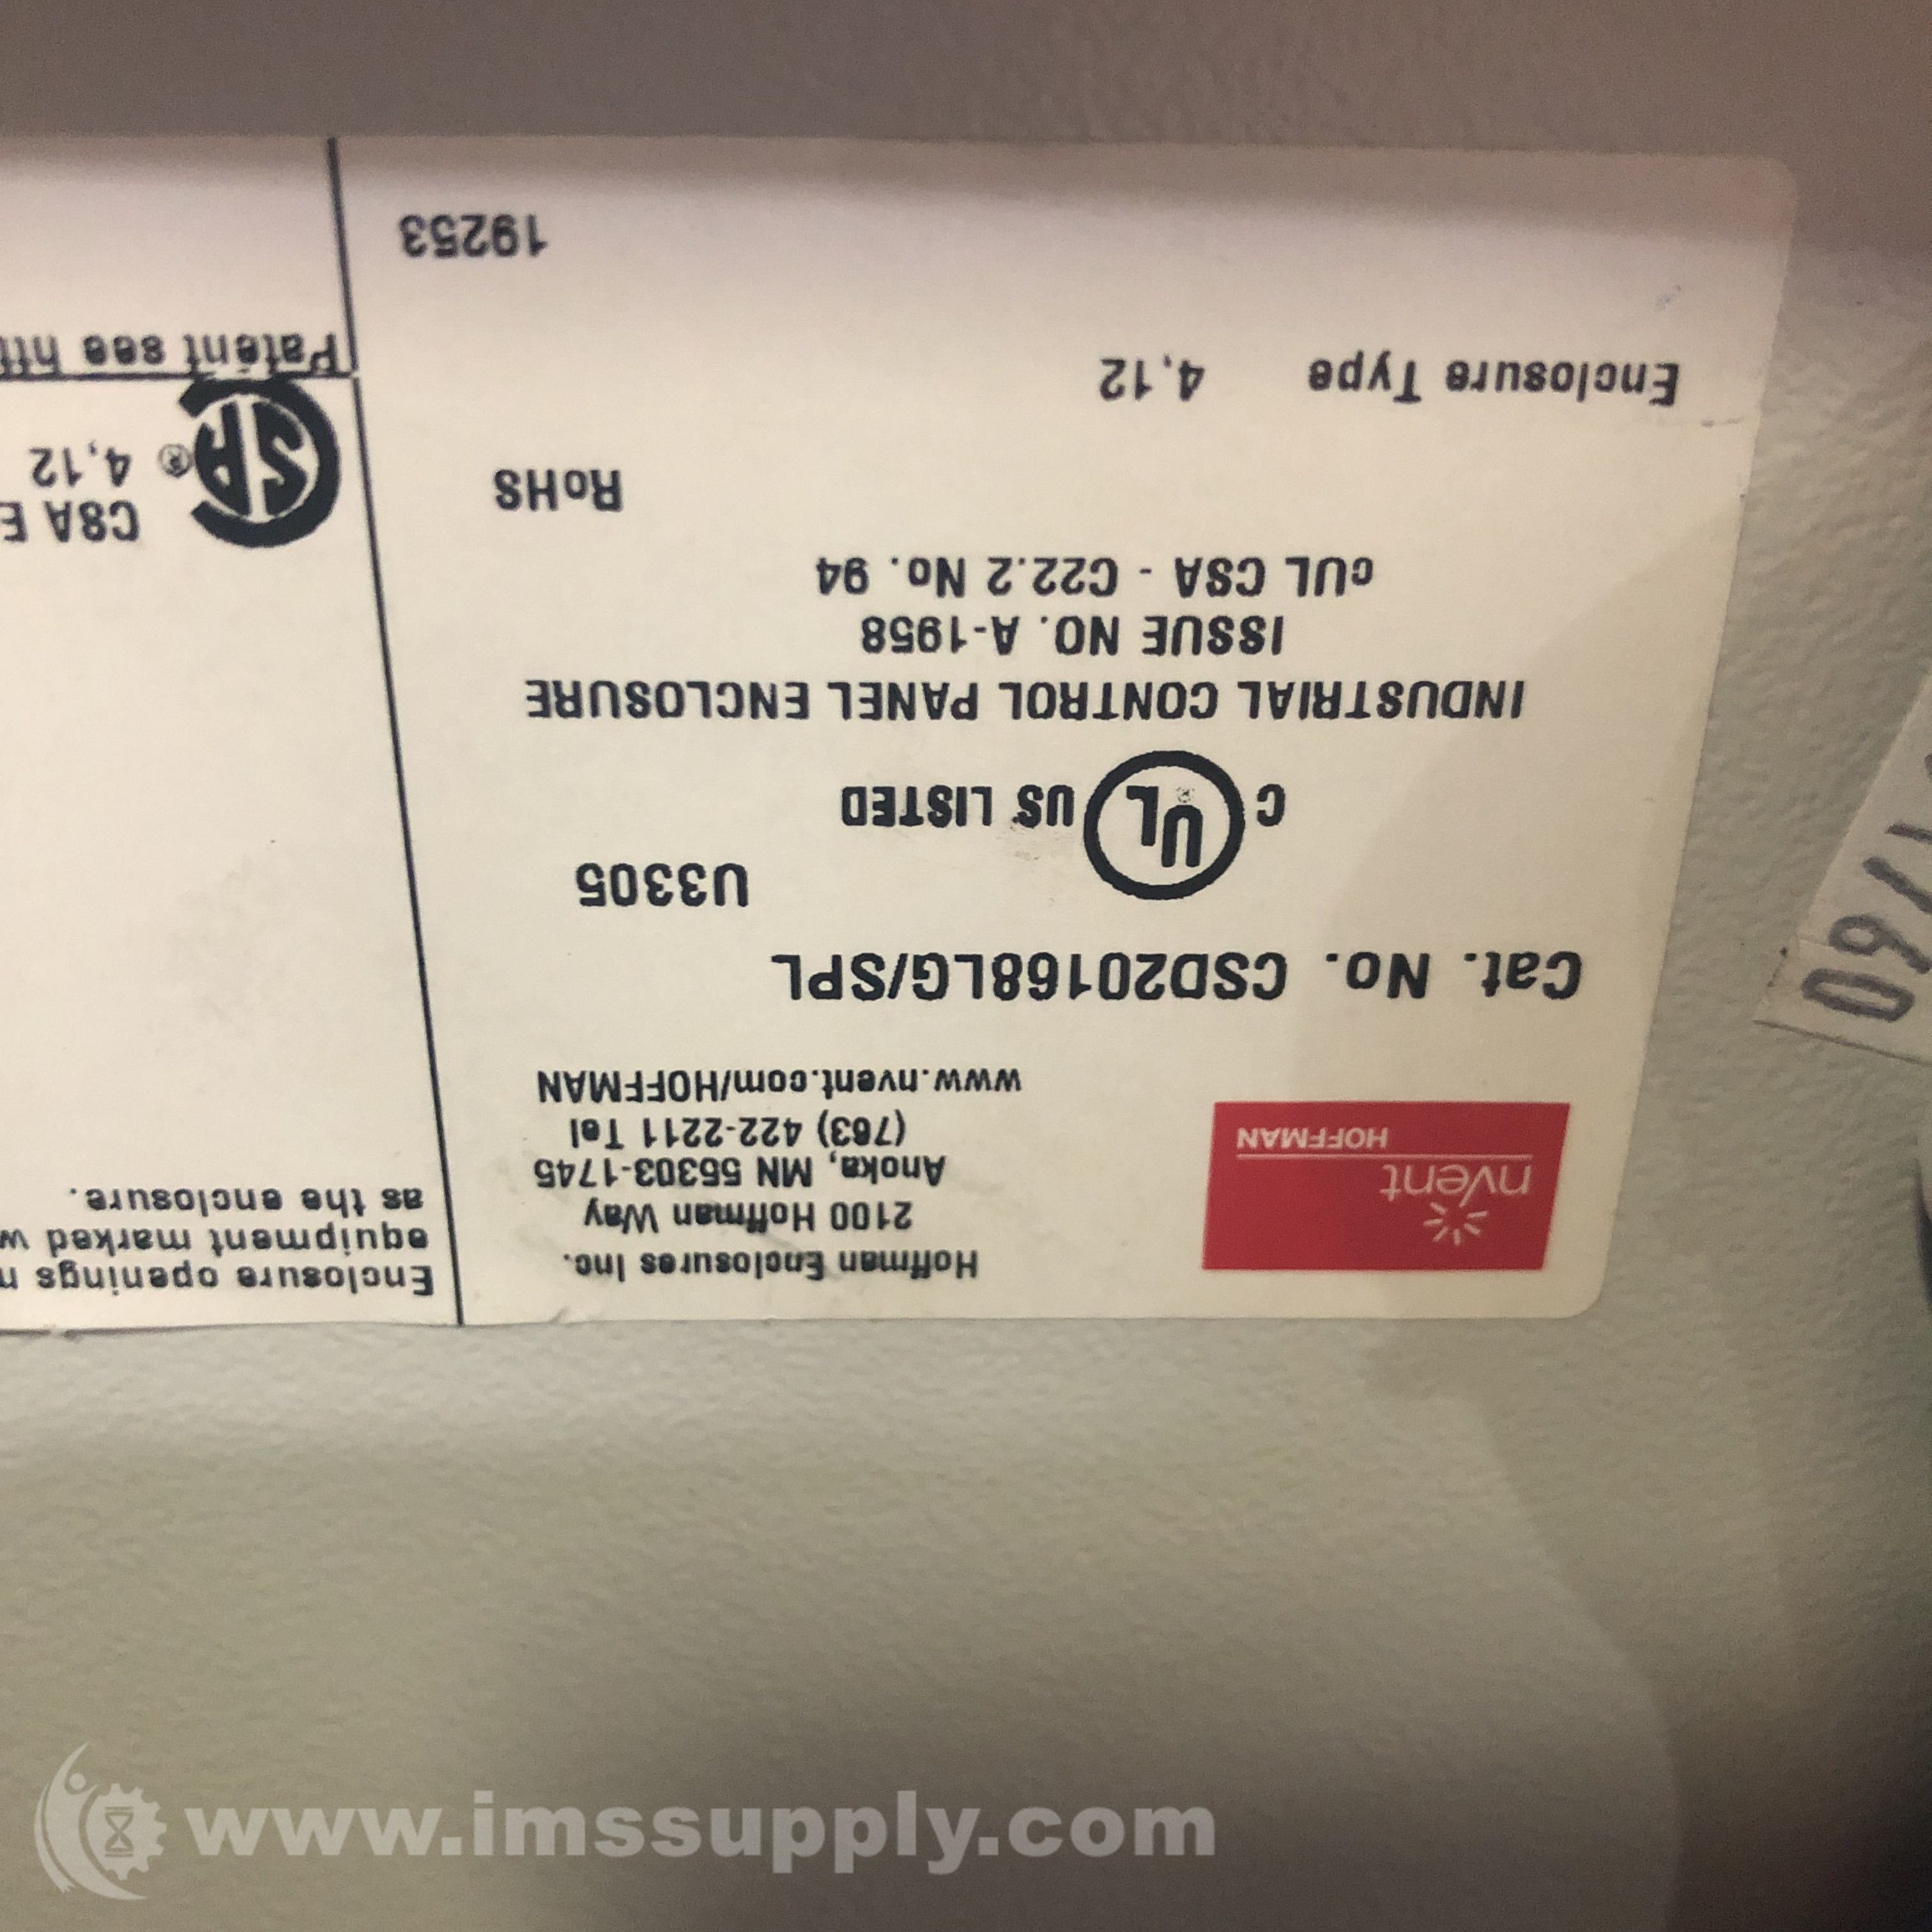 nVent
HOFFMAN
Hoffman Enclosures Inc.
2100 Hoffman Way
Anoka, MN 55303-1745
(763) 422-2211 Tel
www.nvent.com/HOFFMAN
Cat. No. CSD20168LG/SPL
U3305
C UL US LISTED
INDUSTRIAL CONTROL PANEL ENCLOSURE
ISSUE NO. A-1958
cUL CSA - C22.2 No. 94
RoHS
Enclosure Type 4,12
19253
Enclosure openings
equipment marked
as the enclosure.
CSA
SA ® 4,12
Patent see
www.imssupply.com